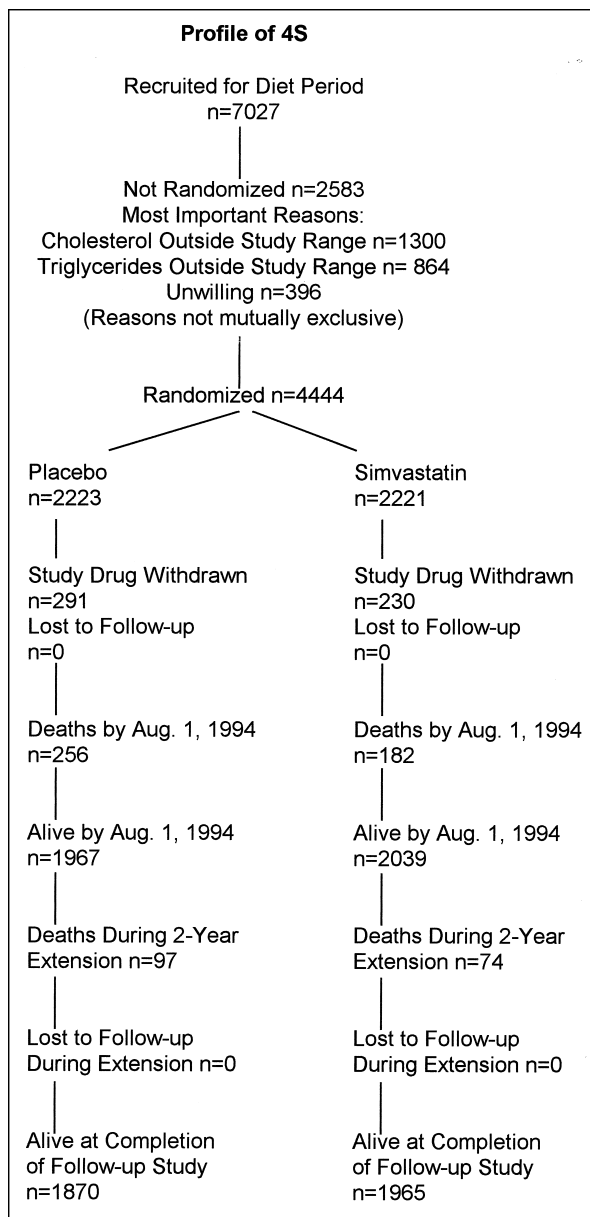 Profile of 4S
Recruited for Diet Period
n=7027
Not Randomized n=2583
Most Important Reasons:
Cholesterol Outside Study Range n=1300
Triglycerides Outside Study Range n= 864
Unwilling n=396
(Reasons not mutually exclusive)
Randomized n=4444
Placebo
n=2223
Study Drug Withdrawn
n=291
Lost to Follow-up
n=0
Deaths by Aug. 1, 1994
n=256
Alive by Aug. 1, 1994
n=1967
Deaths During 2-Year
Extension n=97
Lost to Follow-up
During Extension n=0
Alive at Completion
of Follow-up Study
n=1870
Simvastatin
n=2221
Study Drug Withdrawn
n=230
Lost to Follow-up
n=0
Deaths by Aug. 1, 1994
n=182
Alive by Aug. 1, 1994
n=2039
Deaths During 2-Year
Extension n=74
Lost to Follow-up
During Extension n=0
Alive at Completion
of Follow-up Study
n=1965